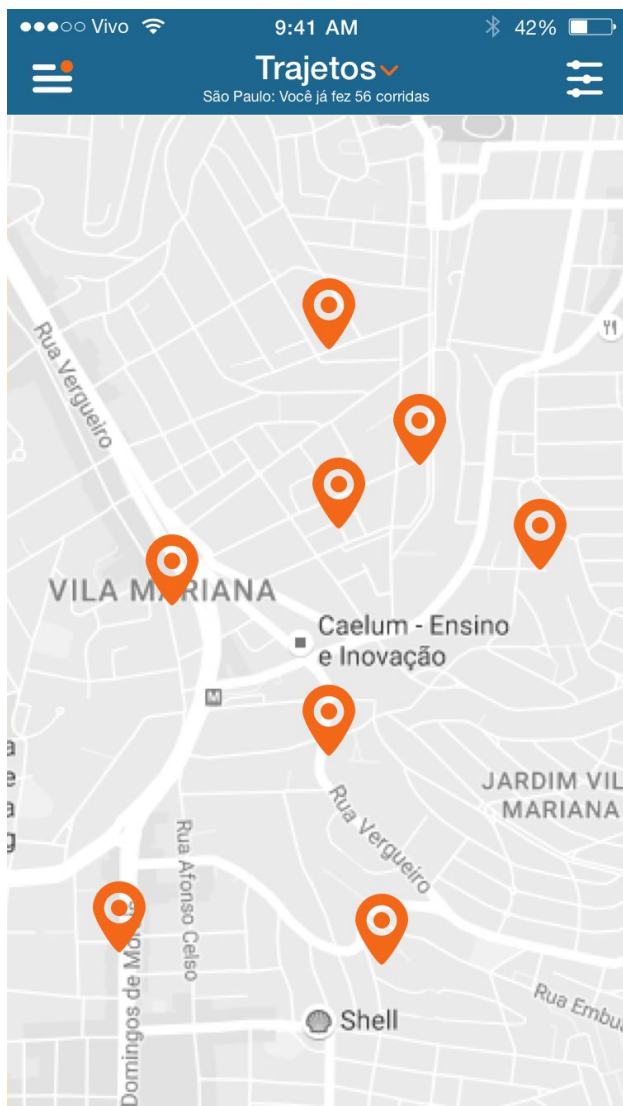 Vivo 9:41 AM 42%
Trajetos
São Paulo: Você já fez 56 corridas
Rua Vergueiro
VILA MARIANA
Caelum - Ensino
e Inovação
M
JARDIM VIL
MARIANA
Rua Vergueiro
Rua Afonso Celso
Domingos de Morais
Rua Embu
Shell